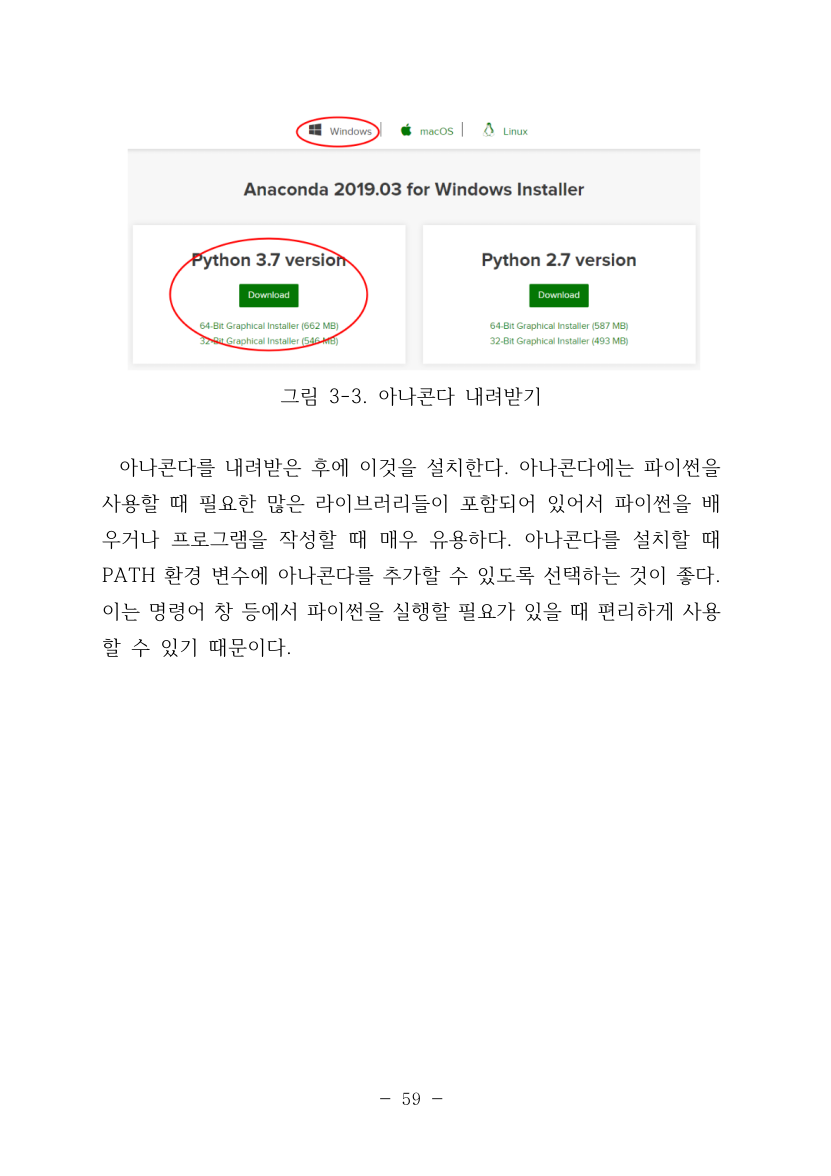 Windows | macOS | Linux
Anaconda 2019.03 for Windows Installer
Python 3.7 version
Download
64-Bit Graphical Installer (662 MB)
32-Bit Graphical Installer (546 MB)
Python 2.7 version
Download
64-Bit Graphical Installer (587 MB)
32-Bit Graphical Installer (493 MB)
그림 3-3. 아나콘다 내려받기
아나콘다를 내려받은 후에 이것을 설치한다. 아나콘다에는 파이썬을
사용할 때 필요한 많은 라이브러리들이 포함되어 있어서 파이썬을 배
우거나 프로그램을 작성할 때 매우 유용하다. 아나콘다를 설치할 때
PATH 환경 변수에 아나콘다를 추가할 수 있도록 선택하는 것이 좋다.
이는 명령어 창 등에서 파이썬을 실행할 필요가 있을 때 편리하게 사용
할 수 있기 때문이다.
- 59 -